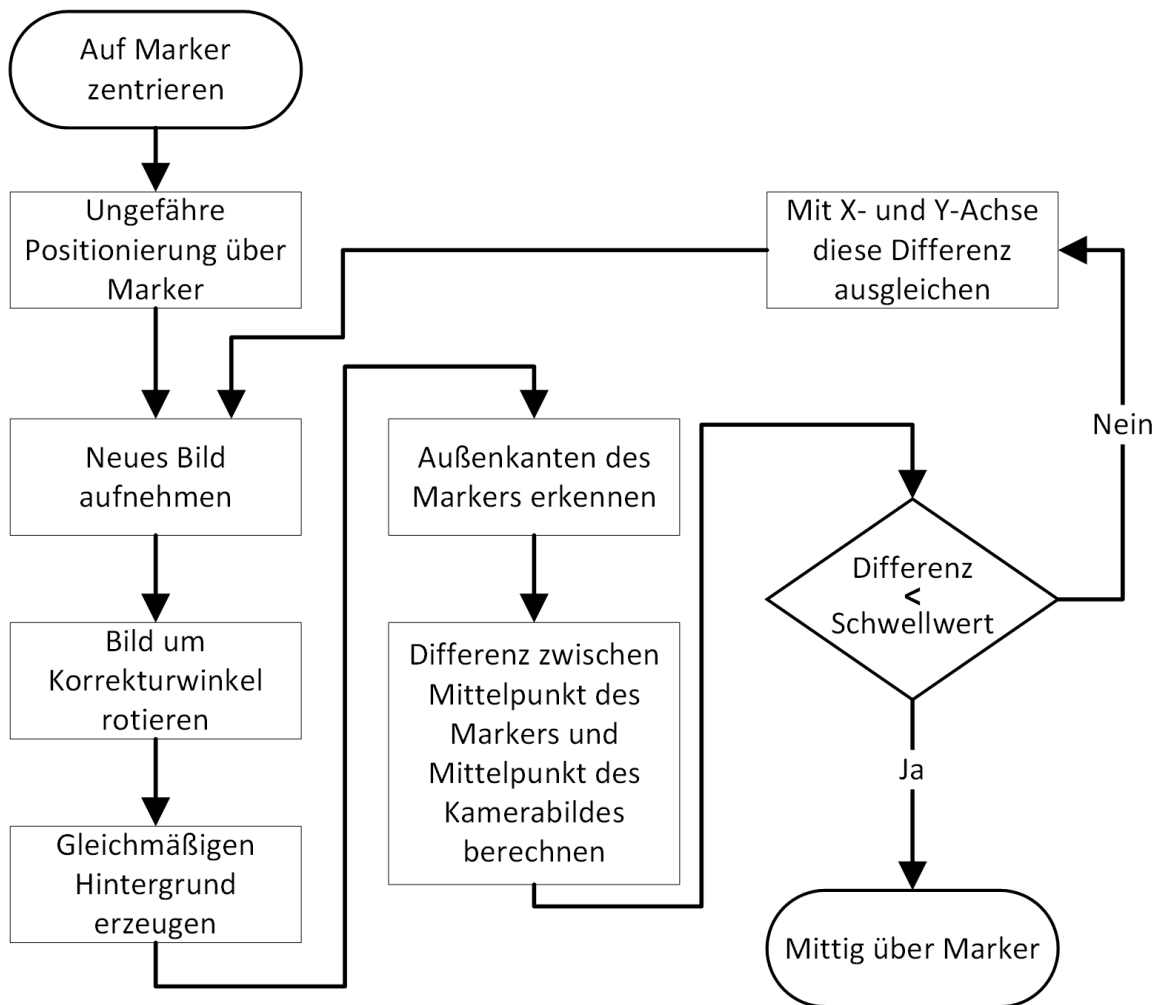 Auf Marker
zentrieren
Ungefähre
Positionierung über
Marker
Neues Bild
aufnehmen
Bild um
Korrekturwinkel
rotieren
Gleichmäßigen
Hintergrund
erzeugen
Außenkanten des
Markers erkennen
Differenz zwischen
Mittelpunkt des
Markers und
Mittelpunkt des
Kamerabildes
berechnen
Differenz
<
Schwellwert
Nein
Mit X- und Y-Achse
diese Differenz
ausgleichen
Ja
Mittig über Marker